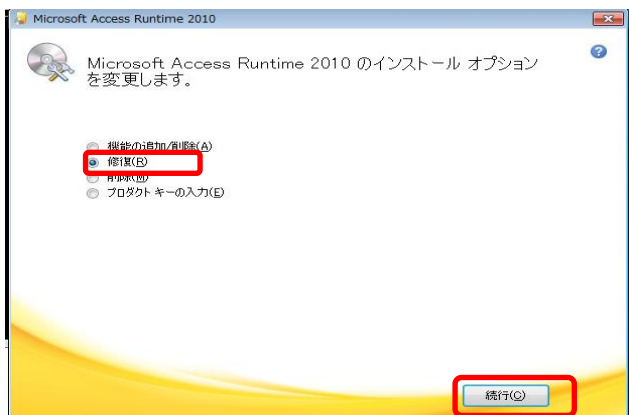 Microsoft Access Runtime 2010
Microsoft Access Runtime 2010 のインストール オプション
を変更します。
機能の追加/削除(A)
修復(R)
削除(M)
プロダクト キーの入力(E)
続行(C)